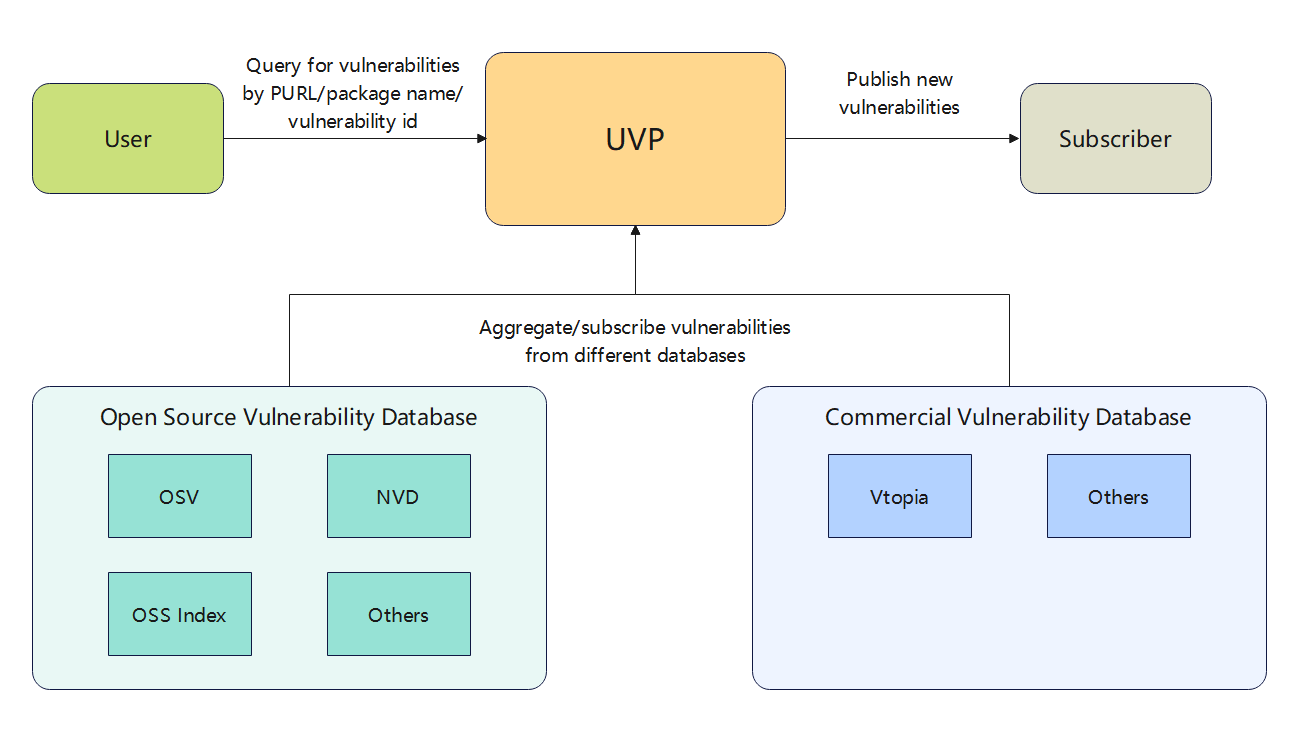 Query for vulnerabilities
by PURL/package name/
vulnerability id
User
UVP
Publish new
vulnerabilities
Subscriber
Aggregate/subscribe vulnerabilities
from different databases
Open Source Vulnerability Database
OSV
NVD
OSS Index
Others
Commercial Vulnerability Database
Vtopia
Others